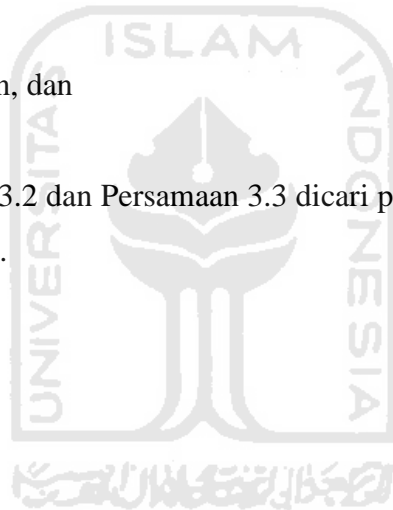 ISLAM
UNIVERSITAS
INDONESIA
n, dan
3.2 dan Persamaan 3.3 dicari p
.